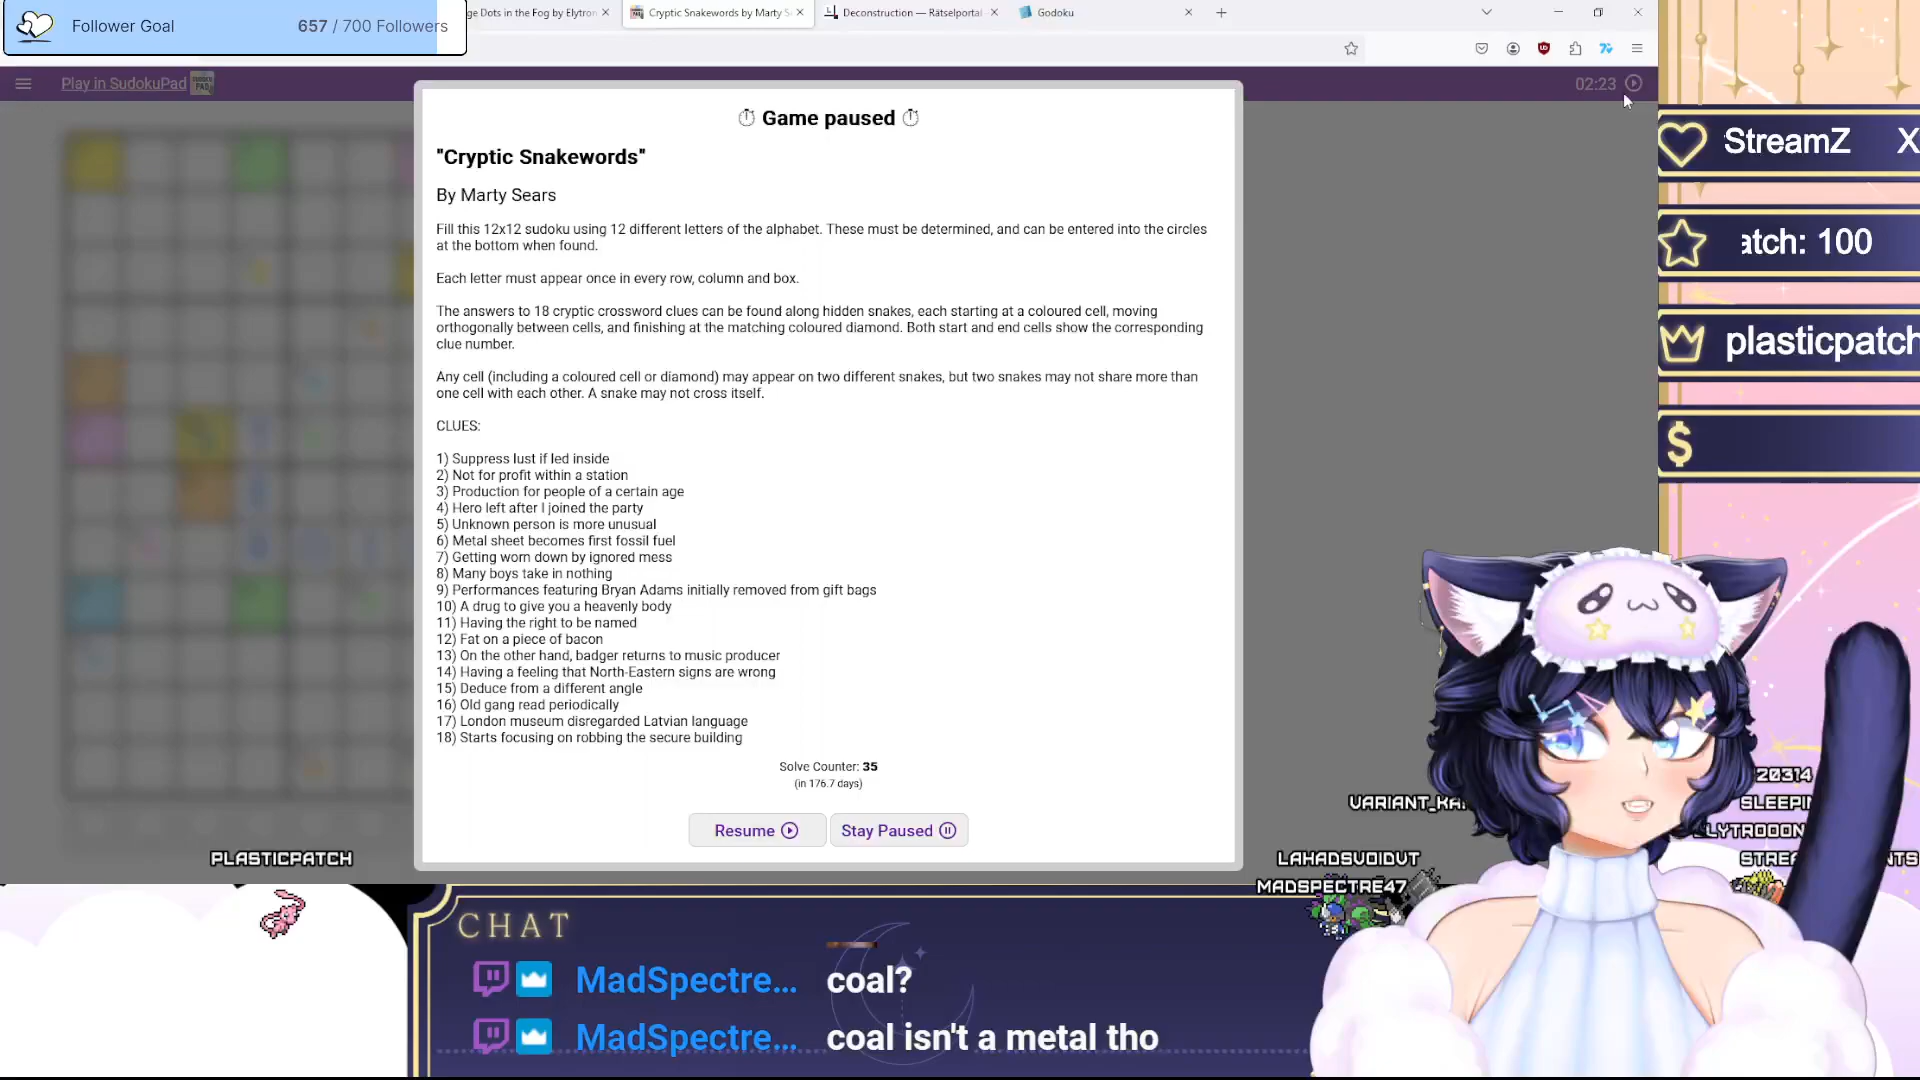 Follower Goal 657 / 700 Followers
ge Dots in the Fog by Elytron
Cryptic Snakewords by Marty S
Deconstruction — Rätselportal
Godoku
Play in SudokuPad
02:23
Game paused
"Cryptic Snakewords"
By Marty Sears
Fill this 12x12 sudoku using 12 different letters of the alphabet. These must be determined, and can be entered into the circles
at the bottom when found.
Each letter must appear once in every row, column and box.
The answers to 18 cryptic crossword clues can be found along hidden snakes, each starting at a coloured cell, moving
orthogonally between cells, and finishing at the matching coloured diamond. Both start and end cells show the corresponding
clue number.
Any cell (including a coloured cell or diamond) may appear on two different snakes, but two snakes may not share more than
one cell with each other. A snake may not cross itself.
CLUES:
1) Suppress lust if led inside
2) Not for profit within a station
3) Production for people of a certain age
4) Hero left after I joined the party
5) Unknown person is more unusual
6) Metal sheet becomes first fossil fuel
7) Getting worn down by ignored mess
8) Many boys take in nothing
9) Performances featuring Bryan Adams initially removed from gift bags
10) A drug to give you a heavenly body
11) Having the right to be named
12) Fat on a piece of bacon
13) On the other hand, badger returns to music producer
14) Having a feeling that North-Eastern signs are wrong
15) Deduce from a different angle
16) Old gang read periodically
17) London museum disregarded Latvian language
18) Starts focusing on robbing the secure building
Solve Counter: 35
(in 176.7 days)
Resume
Stay Paused
StreamZ X
atch: 100
plasticpatch
$
20314
VARIANT_KA
SLEEPI
LYTROOON
PLASTICPATCH
LAHADSVOIDVT
STRE
NTS
MADSPECTRE47
CHAT
MadSpectre... coal?
MadSpectre... coal isn't a metal tho